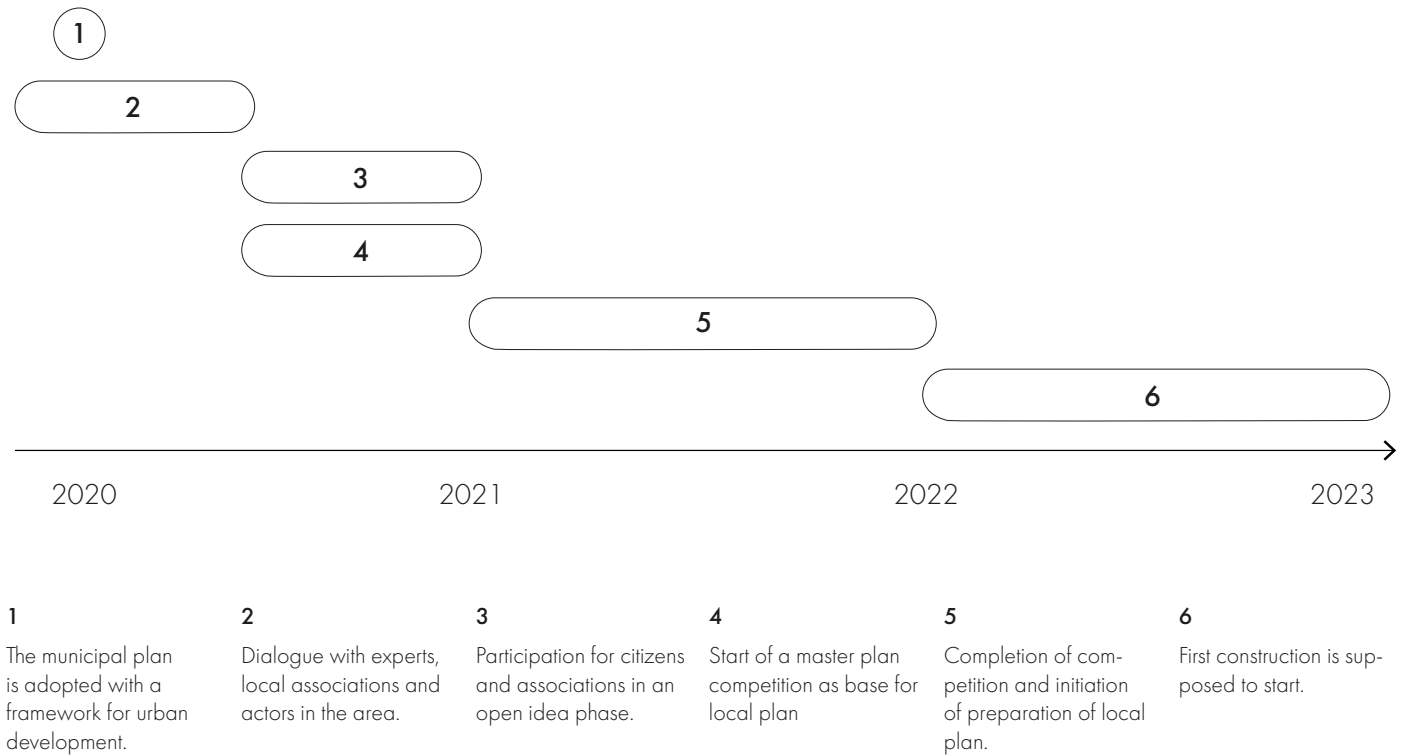 1
2
3
4
5
6
2020 2021 2022 2023
1
The municipal plan
is adopted with a
framework for urban
development.
2
Dialogue with experts,
local associations and
actors in the area.
3
Participation for citizens
and associations in an
open idea phase.
4
Start of a master plan
competition as base for
local plan
5
Completion of com-
petition and initiation
of preparation of local
plan.
6
First construction is sup-
posed to start.